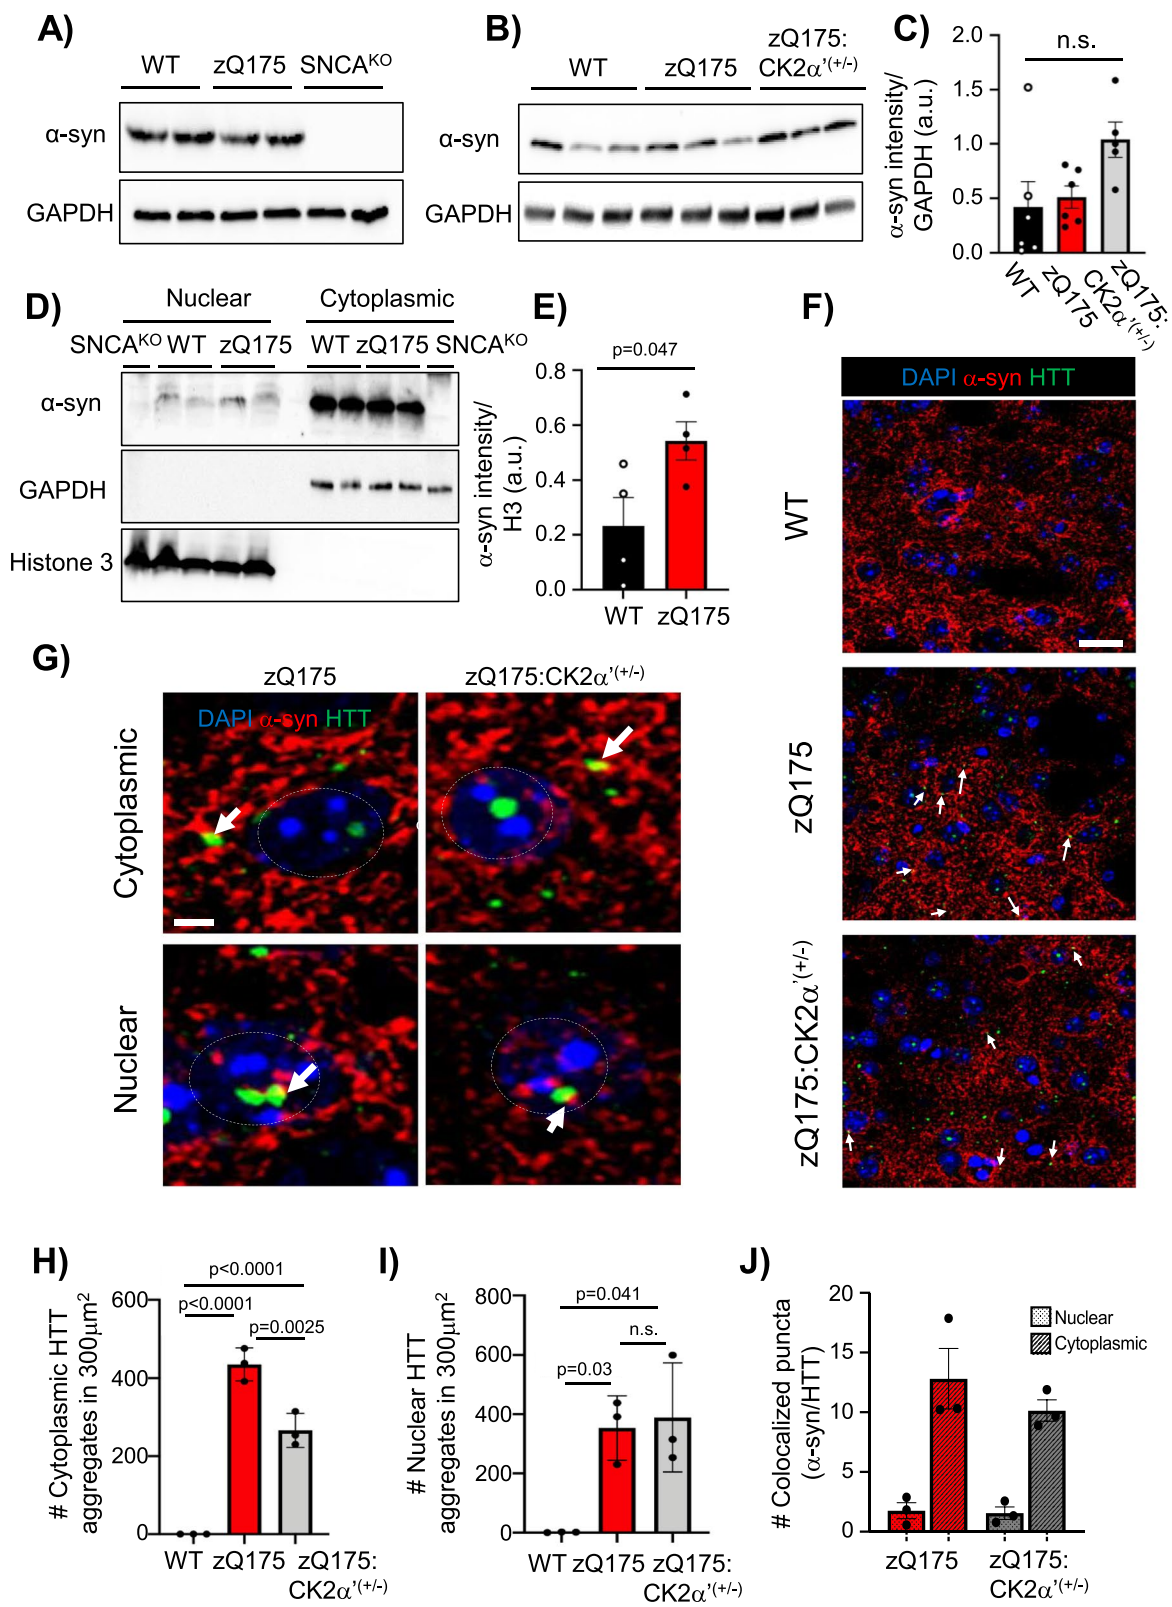 A)
WT zQ175 SNCAᴷᴼ
α-syn
GAPDH
B)
WT zQ175 zQ175:
CK2α'(+/-)
α-syn
GAPDH
C)
α-syn intensity/
GAPDH (a.u.)
2.0
1.5
1.0
0.5
0.0
n.s.
WT
zQ175
zQ175:
CK2α'(+/-)
D)
Nuclear Cytoplasmic
SNCAᴷᴼ WT zQ175 WT zQ175 SNCAᴷᴼ
α-syn
GAPDH
Histone 3
E)
p=0.047
α-syn intensity/
H3 (a.u.)
0.8
0.6
0.4
0.2
0.0
WT zQ175
F)
DAPI α-syn HTT
WT
zQ175
zQ175:CK2α'(+/-)
G)
zQ175 zQ175:CK2α'(+/-)
DAPI α-syn HTT
Cytoplasmic
Nuclear
H)
# Cytoplasmic HTT
aggregates in 300μm²
600
400
200
0
p<0.0001
p<0.0001
p=0.0025
WT zQ175 zQ175:
CK2α'(+/-)
I)
# Nuclear HTT
aggregates in 300μm²
800
600
400
200
0
p=0.041
n.s.
p=0.03
WT zQ175 zQ175:
CK2α'(+/-)
J)
# Colocalized puncta
(α-syn/HTT)
20
15
10
5
0
Nuclear
Cytoplasmic
zQ175 zQ175:
CK2α'(+/-)